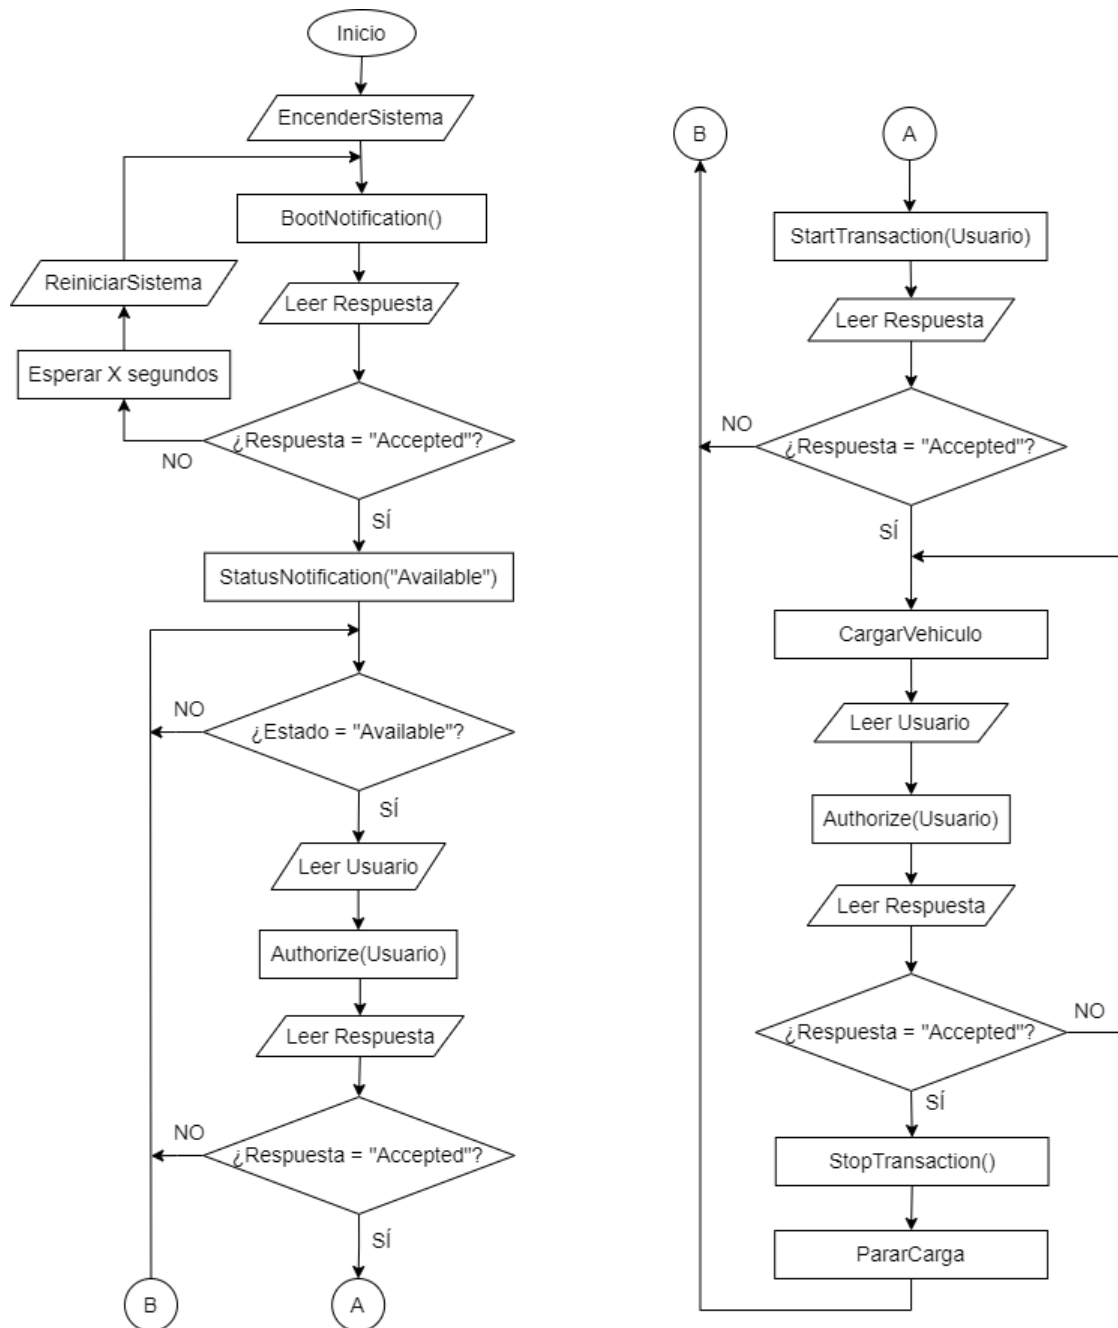 Inicio
EncenderSistema
BootNotification()
ReiniciarSistema
Leer Respuesta
Esperar X segundos
¿Respuesta = "Accepted"?
NO
SÍ
StatusNotification("Available")
NO
¿Estado = "Available"?
SÍ
Leer Usuario
Authorize(Usuario)
Leer Respuesta
NO
¿Respuesta = "Accepted"?
SÍ
B
A
B
A
StartTransaction(Usuario)
Leer Respuesta
NO
¿Respuesta = "Accepted"?
SÍ
CargarVehiculo
Leer Usuario
Authorize(Usuario)
Leer Respuesta
NO
¿Respuesta = "Accepted"?
SÍ
StopTransaction()
PararCarga